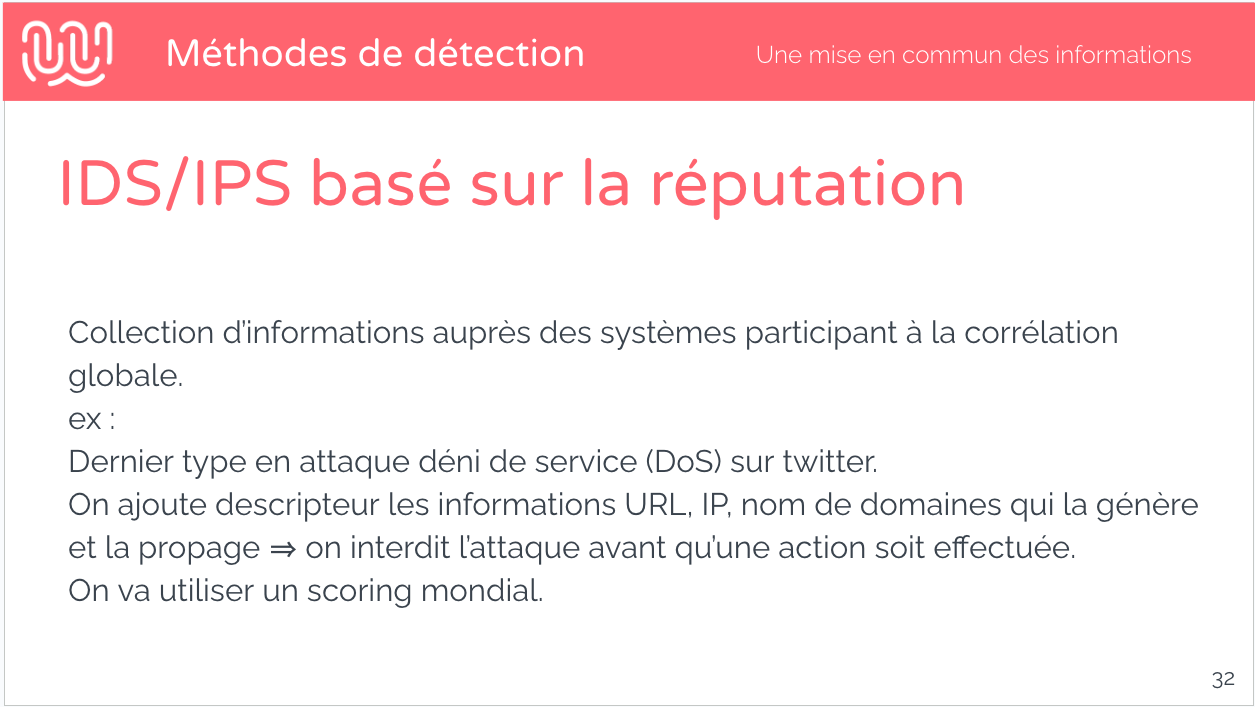 Méthodes de détection
Une mise en commun des informations
IDS/IPS basé sur la réputation
Collection d’informations auprès des systèmes participant à la corrélation
globale.
ex :
Dernier type en attaque déni de service (DoS) sur twitter.
On ajoute descripteur les informations URL, IP, nom de domaines qui la génère
et la propage ⇒ on interdit l’attaque avant qu’une action soit effectuée.
On va utiliser un scoring mondial.
32